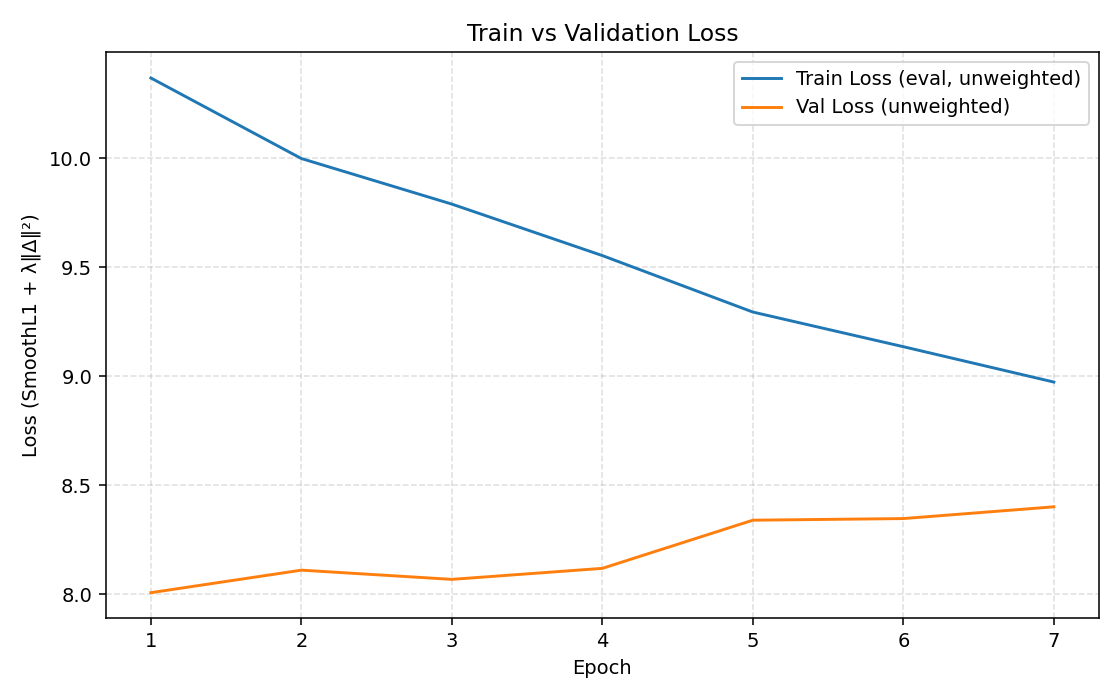 Train vs Validation Loss
Train Loss (eval, unweighted)
Val Loss (unweighted)
Loss (SmoothL1 + λ‖Δ‖²)
10.0
9.5
9.0
8.5
8.0
1 2 3 4 5 6 7
Epoch